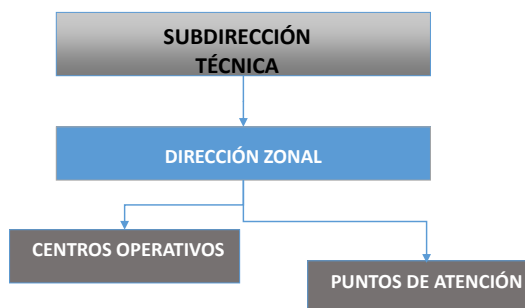 SUBDIRECCIÓN
TÉCNICA
DIRECCIÓN ZONAL
CENTROS OPERATIVOS
PUNTOS DE ATENCIÓN